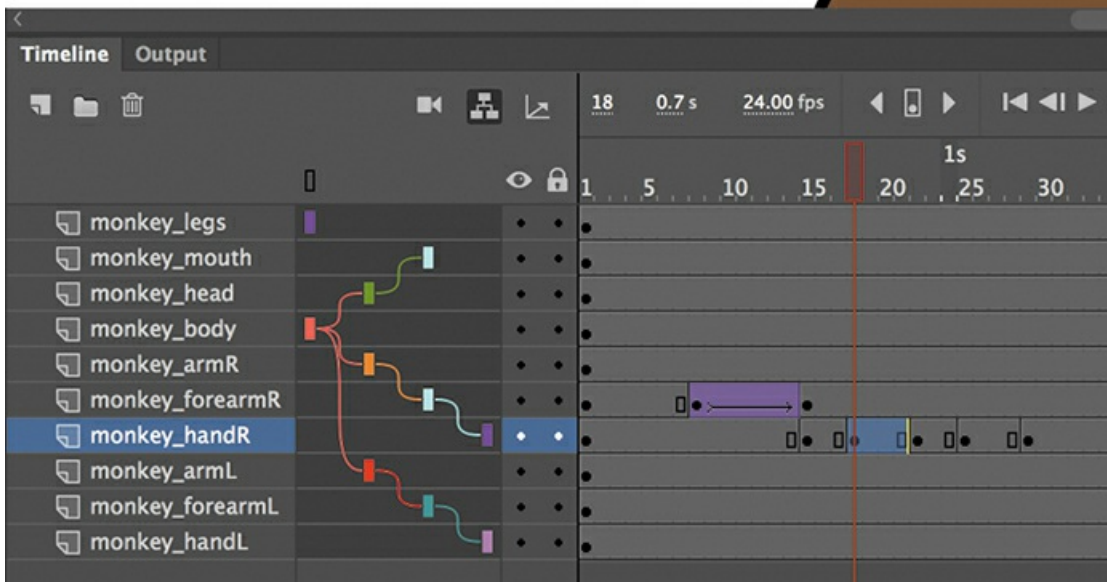 Timeline Output
18 0.7 s 24.00 fps
1s
1 5 10 15 20 25 30
monkey_legs
monkey_mouth
monkey_head
monkey_body
monkey_armR
monkey_forearmR
monkey_handR
monkey_armL
monkey_forearmL
monkey_handL